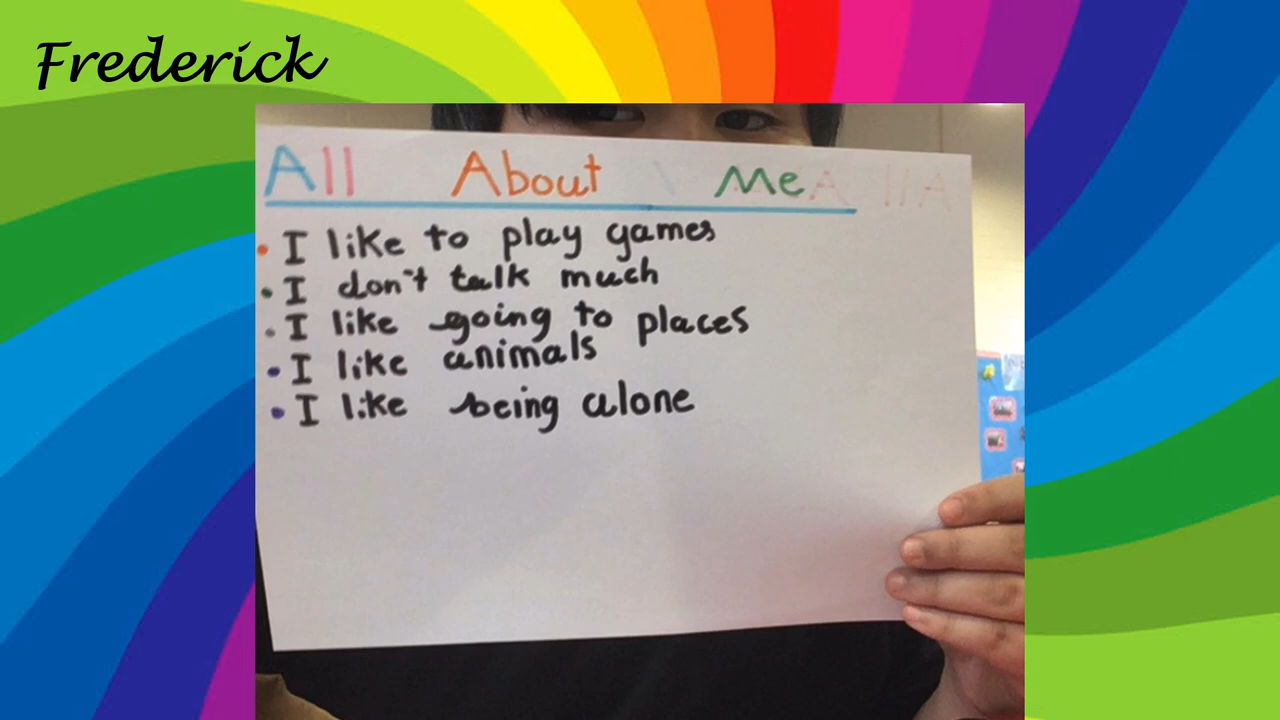 Frederick
All About Me
• I like to play games
• I don't talk much
• I like going to places
• I like animals
• I like being alone